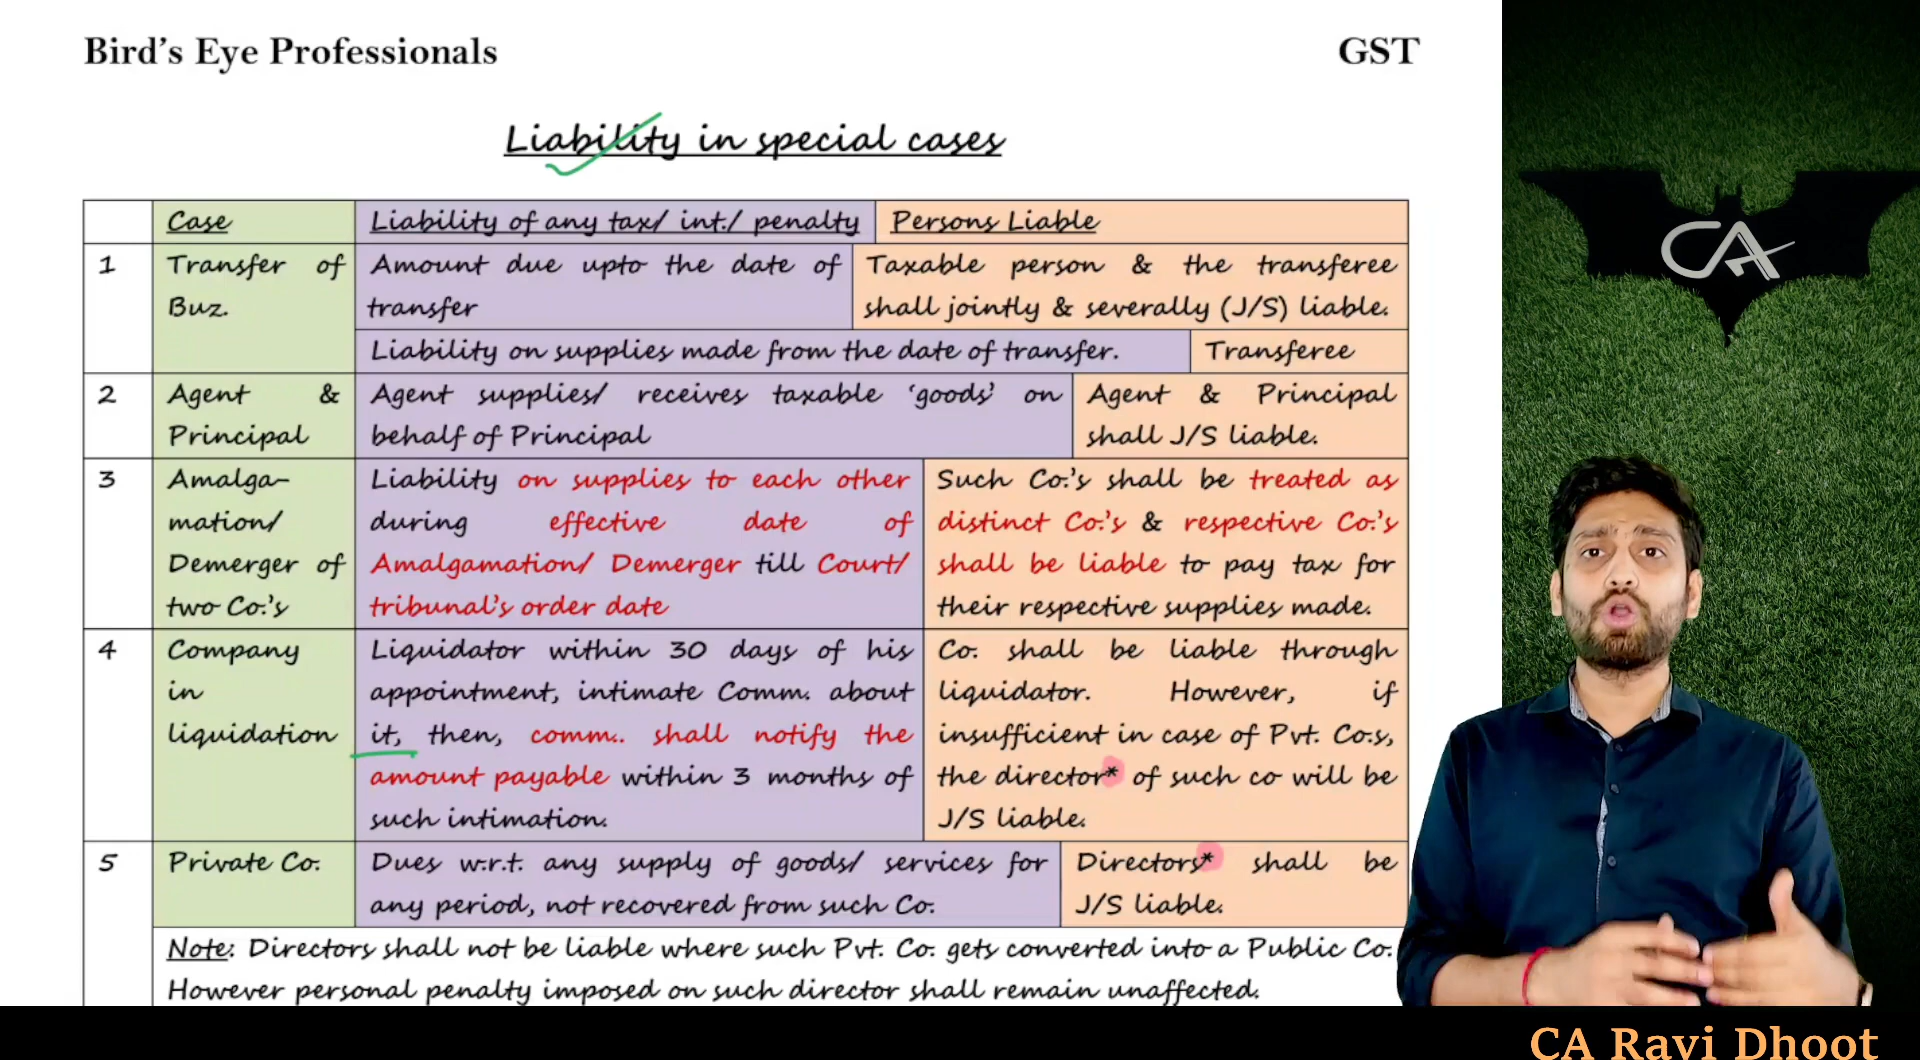 Bird's Eye Professionals GST
Liability in special cases
Case Liability of any tax/ int./ penalty Persons Liable
1 Transfer of Amount due upto the date of Taxable person & the transferee
Buz. transfer shall jointly & severally (J/S) liable.
Liability on supplies made from the date of transfer. Transferee
2 Agent & Agent supplies/ receives taxable 'goods' on Agent & Principal
Principal behalf of Principal shall J/S liable.
3 Amalga- Liability on supplies to each other Such Co.'s shall be treated as
mation/ during effective date of distinct Co.'s & respective Co.'s
Demerger of Amalgamation/ Demerger till Court/ shall be liable to pay tax for
two Co.'s tribunal's order date their respective supplies made.
4 Company Liquidator within 30 days of his Co. shall be liable through
in appointment, intimate Comm. about liquidator. However, if
liquidation it, then, comm.. shall notify the insufficient in case of Pvt. Co.s,
amount payable within 3 months of the director* of such co will be
such intimation. J/S liable.
5 Private Co. Dues w.r.t. any supply of goods/ services for Directors* shall be
any period, not recovered from such Co. J/S liable.
Note: Directors shall not be liable where such Pvt. Co. gets converted into a Public Co.
However personal penalty imposed on such director shall remain unaffected.
CA
CA Ravi Dhoot